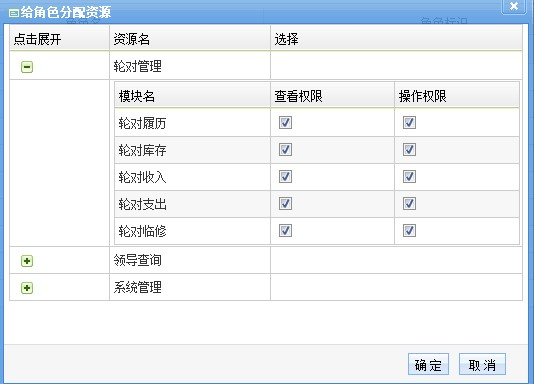 给角色分配资源
点击展开 资源名 选择
轮对管理
模块名 查看权限 操作权限
轮对履历
轮对库存
轮对收入
轮对支出
轮对临修
领导查询
系统管理
确定 取消